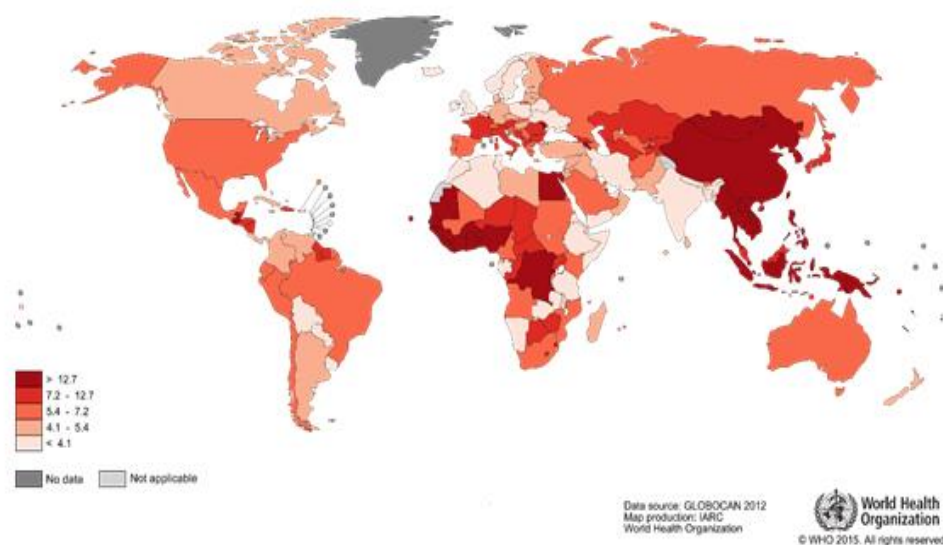 > 12.7
7.2 - 12.7
5.4 - 7.2
4.1 - 5.4
< 4.1
No data
Not applicable
Data source: GLOBOCAN 2012
Map production: IARC
World Health Organization
World Health
Organization
© WHO 2015. All rights reserved